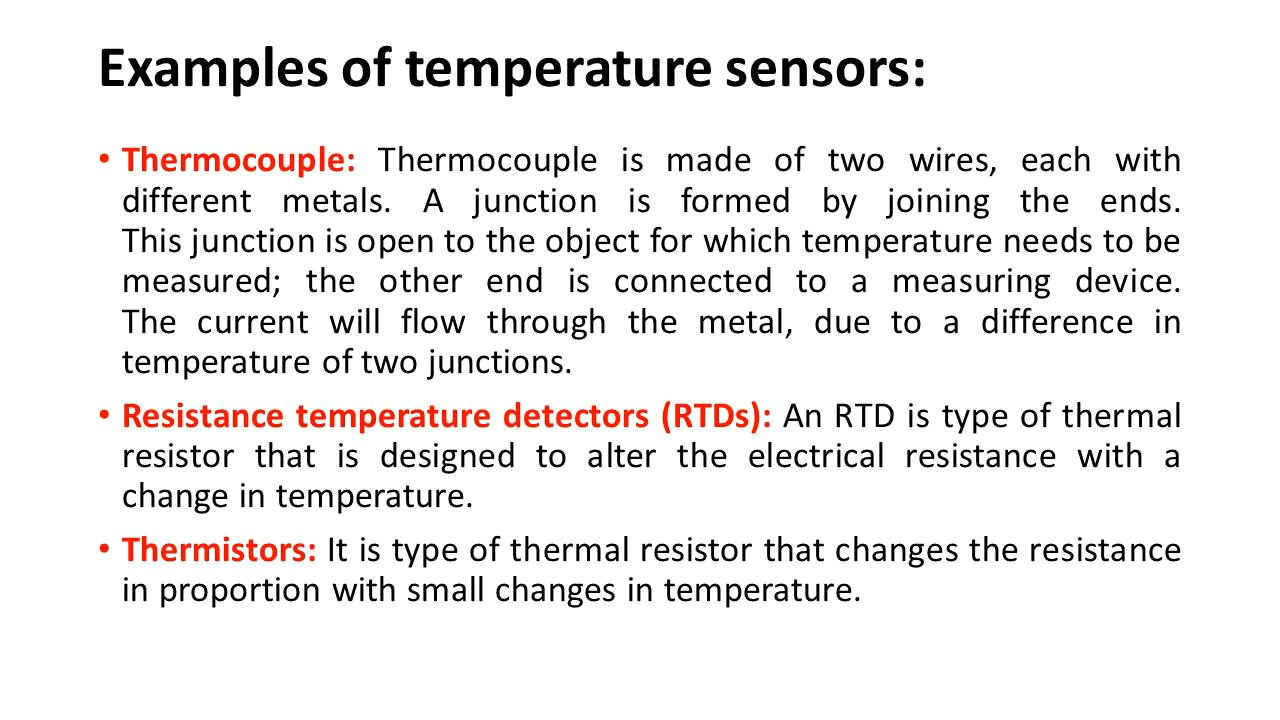 Examples of temperature sensors:
• Thermocouple: Thermocouple is made of two wires, each with
different metals. A junction is formed by joining the ends.
This junction is open to the object for which temperature needs to be
measured; the other end is connected to a measuring device.
The current will flow through the metal, due to a difference in
temperature of two junctions.
• Resistance temperature detectors (RTDs): An RTD is type of thermal
resistor that is designed to alter the electrical resistance with a
change in temperature.
• Thermistors: It is type of thermal resistor that changes the resistance
in proportion with small changes in temperature.